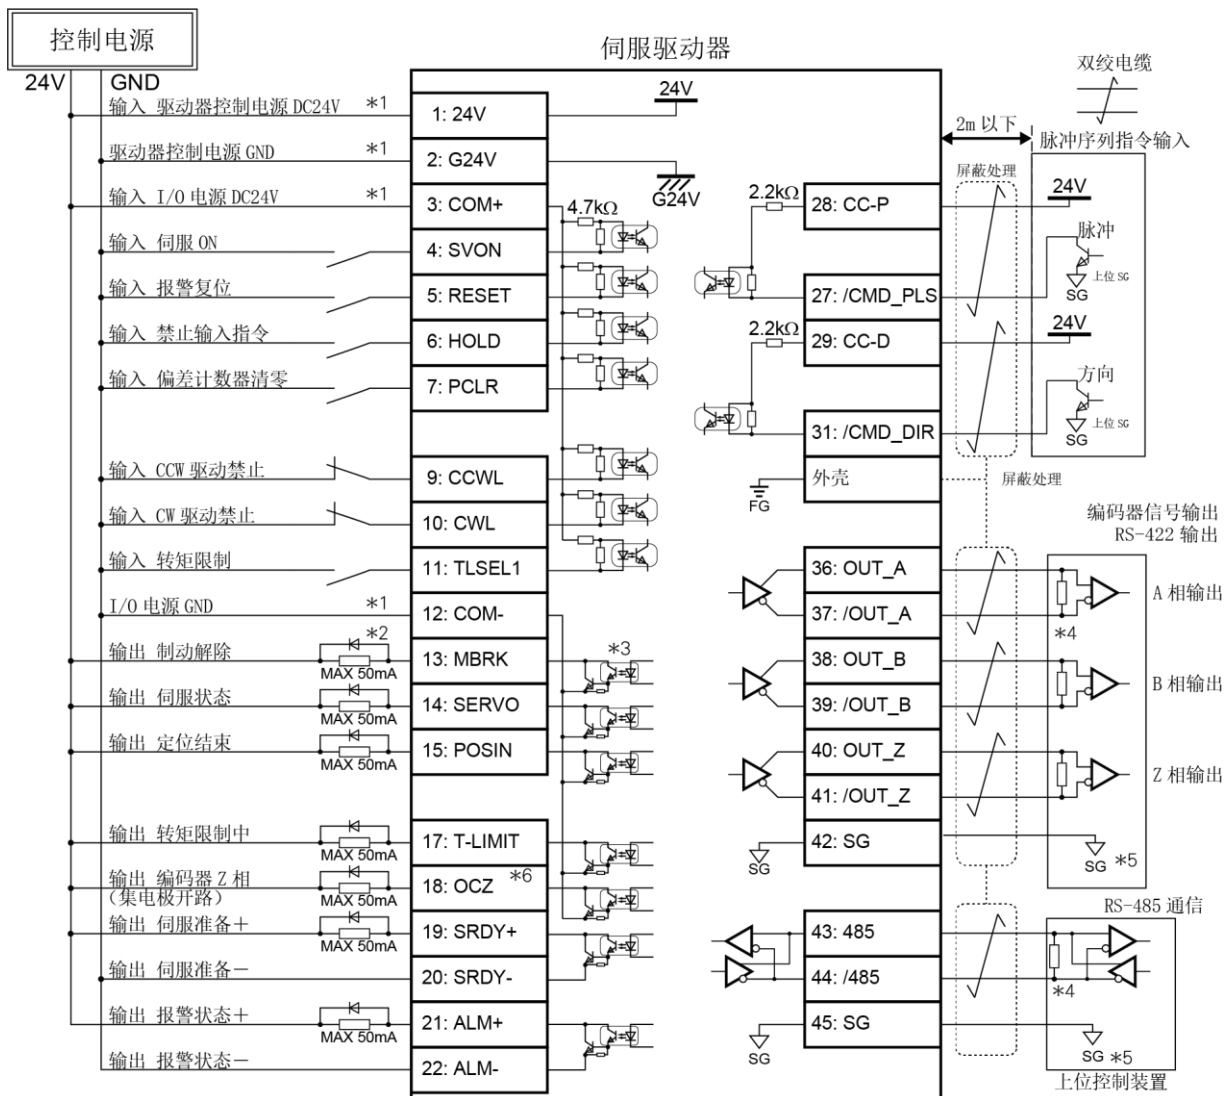 控制电源
24V
GND
伺服驱动器
双绞电缆
输入 驱动器控制电源 DC24V *1
1: 24V
24V
2m 以下
脉冲序列指令输入
驱动器控制电源 GND *1
2: G24V
G24V
屏蔽处理
输入 I/O 电源 DC24V *1
3: COM+
4.7kΩ
2.2kΩ
28: CC-P
24V
输入 伺服 ON
4: SVON
脉冲
上位 SG
SG
输入 报警复位
5: RESET
27: /CMD_PLS
输入 禁止输入指令
6: HOLD
2.2kΩ
29: CC-D
24V
输入 偏差计数器清零
7: PCLR
方向
上位 SG
SG
31: /CMD_DIR
输入 CCW 驱动禁止
9: CCWL
外壳
FG
屏蔽处理
输入 CW 驱动禁止
10: CWL
编码器信号输出
RS-422 输出
输入 转矩限制
11: TLSEL1
36: OUT_A
A 相输出
I/O 电源 GND *1
12: COM-
37: /OUT_A
*4
输出 制动解除
*2
MAX 50mA
13: MBRK
*3
38: OUT_B
B 相输出
输出 伺服状态
MAX 50mA
14: SERVO
39: /OUT_B
输出 定位结束
MAX 50mA
15: POSIN
40: OUT_Z
Z 相输出
41: /OUT_Z
输出 转矩限制中
MAX 50mA
17: T-LIMIT
42: SG
SG
SG *5
输出 编码器 Z 相
（集电极开路）
MAX 50mA
18: OCZ *6
RS-485 通信
输出 伺服准备＋
MAX 50mA
19: SRDY+
43: 485
输出 伺服准备－
20: SRDY-
44: /485
*4
输出 报警状态＋
MAX 50mA
21: ALM+
45: SG
SG
SG *5
输出 报警状态－
22: ALM-
上位控制装置